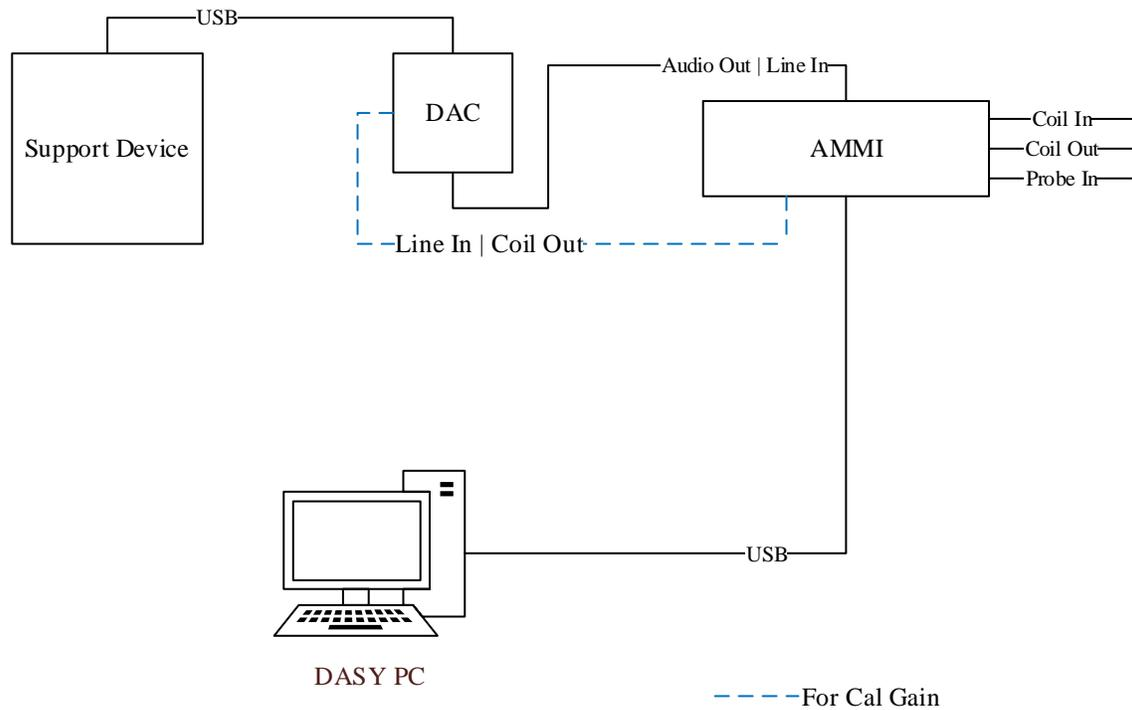 USB
Audio Out | Line In
DAC
Coil In
Support Device
AMMI
Coil Out
Probe In
Line In | Coil Out
USB
DASY PC
For Cal Gain